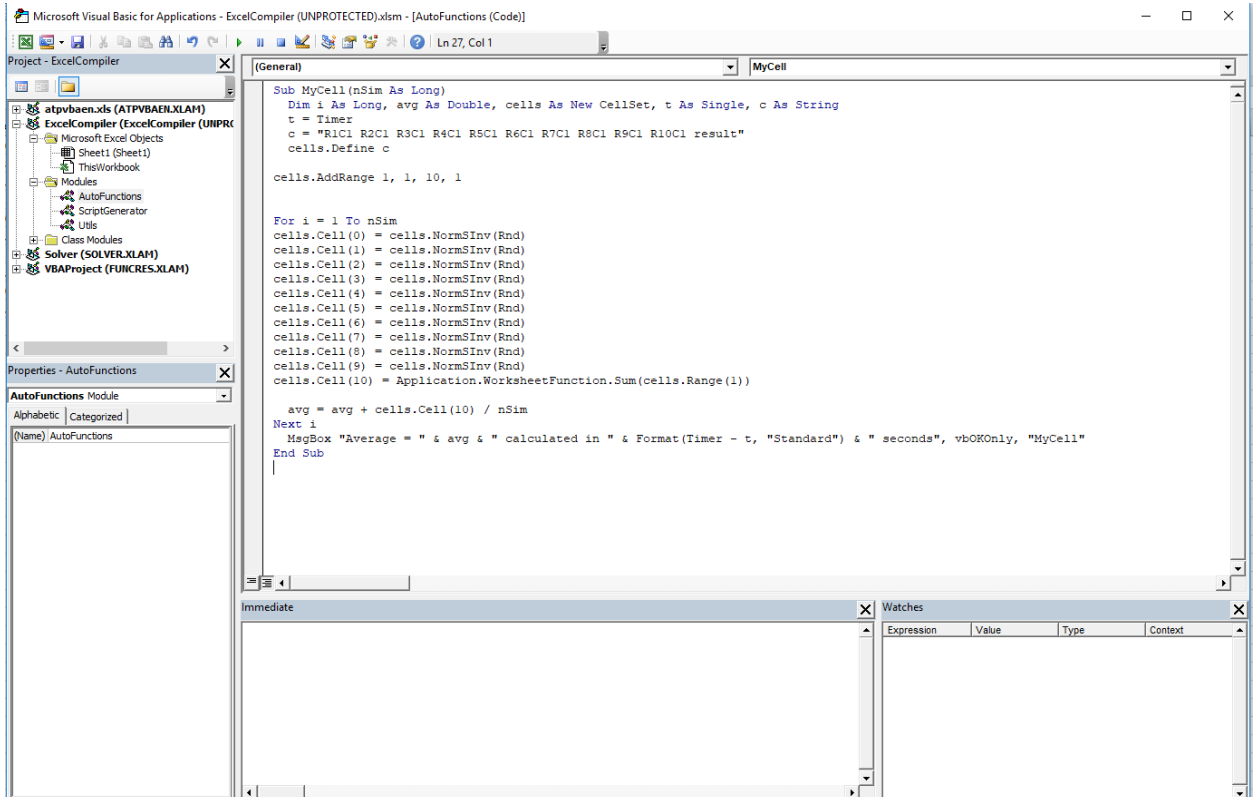 Microsoft Visual Basic for Applications - ExcelCompiler (UNPROTECTED).xlsm - [AutoFunctions (Code)]
Ln 27, Col 1
Project - ExcelCompiler
atpvbaen.xls (ATPVBAEN.XLAM)
ExcelCompiler (ExcelCompiler (UNPR
Microsoft Excel Objects
Sheet1 (Sheet1)
ThisWorkbook
Modules
AutoFunctions
ScriptGenerator
Utils
Class Modules
Solver (SOLVER.XLAM)
VBAProject (FUNCRES.XLAM)
Properties - AutoFunctions
AutoFunctions Module
Alphabetic Categorized
(Name) AutoFunctions
(General) MyCell
Sub MyCell(nSim As Long)
Dim i As Long, avg As Double, cells As New CellSet, t As Single, c As String
t = Timer
c = "R1C1 R2C1 R3C1 R4C1 R5C1 R6C1 R7C1 R8C1 R9C1 R10C1 result"
cells.Define c
cells.AddRange 1, 1, 10, 1
For i = 1 To nSim
cells.Cell(0) = cells.NormSInv(Rnd)
cells.Cell(1) = cells.NormSInv(Rnd)
cells.Cell(2) = cells.NormSInv(Rnd)
cells.Cell(3) = cells.NormSInv(Rnd)
cells.Cell(4) = cells.NormSInv(Rnd)
cells.Cell(5) = cells.NormSInv(Rnd)
cells.Cell(6) = cells.NormSInv(Rnd)
cells.Cell(7) = cells.NormSInv(Rnd)
cells.Cell(8) = cells.NormSInv(Rnd)
cells.Cell(9) = cells.NormSInv(Rnd)
cells.Cell(10) = Application.WorksheetFunction.Sum(cells.Range(1))
avg = avg + cells.Cell(10) / nSim
Next i
MsgBox "Average = " & avg & " calculated in " & Format(Timer - t, "Standard") & " seconds", vbOKOnly, "MyCell"
End Sub
Immediate
Watches
Expression Value Type Context